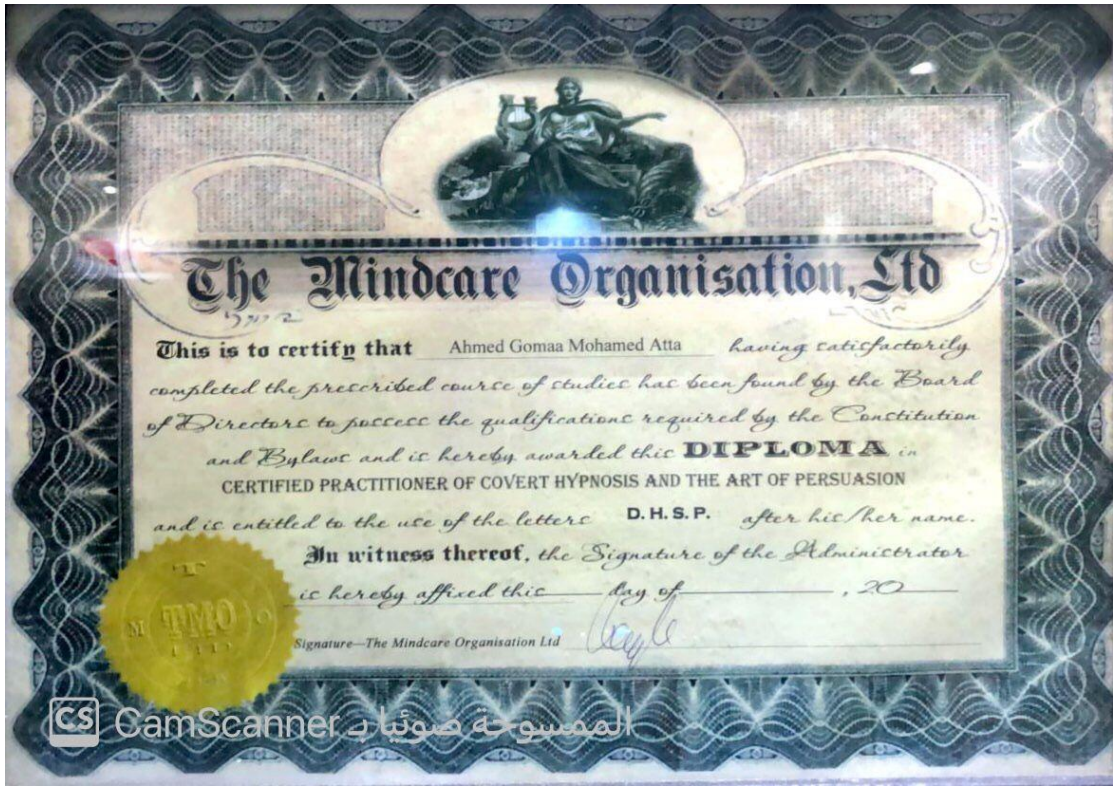 The Mindcare Organisation, Ltd
This is to certify that Ahmed Gomaa Mohamed Atta having satisfactorily
completed the prescribed course of studies has been found by the Board
of Directors to possess the qualifications required by the Constitution
and Bylaws and is hereby awarded this DIPLOMA in
CERTIFIED PRACTITIONER OF COVERT HYPNOSIS AND THE ART OF PERSUASION
and is entitled to the use of the letters D. H. S. P. after his/her name.
In witness thereof, the Signature of the Administrator
is hereby affixed this day of , 20
Signature—The Mindcare Organisation Ltd
T
M TMO O
CS CamScanner الممسوحة ضوئيا بـ